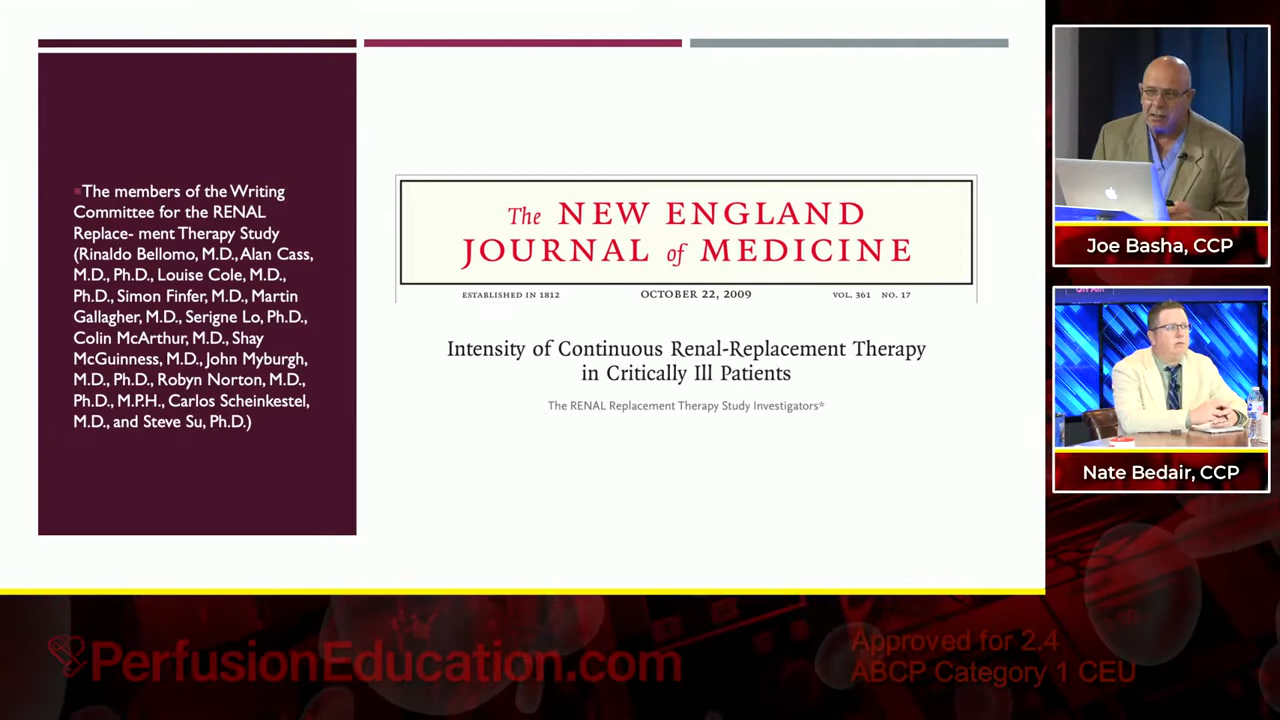 The members of the Writing
Committee for the RENAL
Replace- ment Therapy Study
(Rinaldo Bellomo, M.D., Alan Cass,
M.D., Ph.D., Louise Cole, M.D.,
Ph.D., Simon Finfer, M.D., Martin
Gallagher, M.D., Serigne Lo, Ph.D.,
Colin McArthur, M.D., Shay
McGuinness, M.D., John Myburgh,
M.D., Ph.D., Robyn Norton, M.D.,
Ph.D., M.P.H., Carlos Scheinkestel,
M.D., and Steve Su, Ph.D.)
The NEW ENGLAND
JOURNAL of MEDICINE
ESTABLISHED IN 1812 OCTOBER 22, 2009 VOL. 361 NO. 17
Intensity of Continuous Renal-Replacement Therapy
in Critically Ill Patients
The RENAL Replacement Therapy Study Investigators*
Joe Basha, CCP
Nate Bedair, CCP
PerfusionEducation.com
Approved for 2.4
ABCP Category 1 CEU